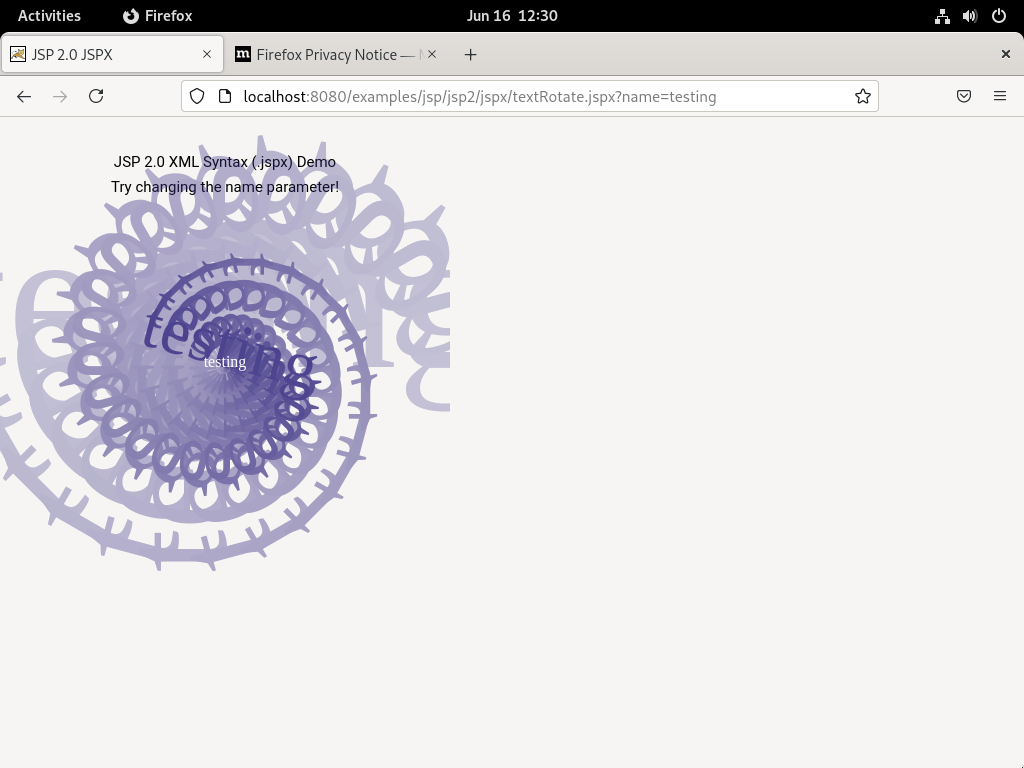 Activities
Firefox
Jun 16 12:30
JSP 2.0 JSPX
Firefox Privacy Notice —
localhost:8080/examples/jsp/jsp2/jspx/textRotate.jspx?name=testing
JSP 2.0 XML Syntax (.jspx) Demo
Try changing the name parameter!
testing
testing